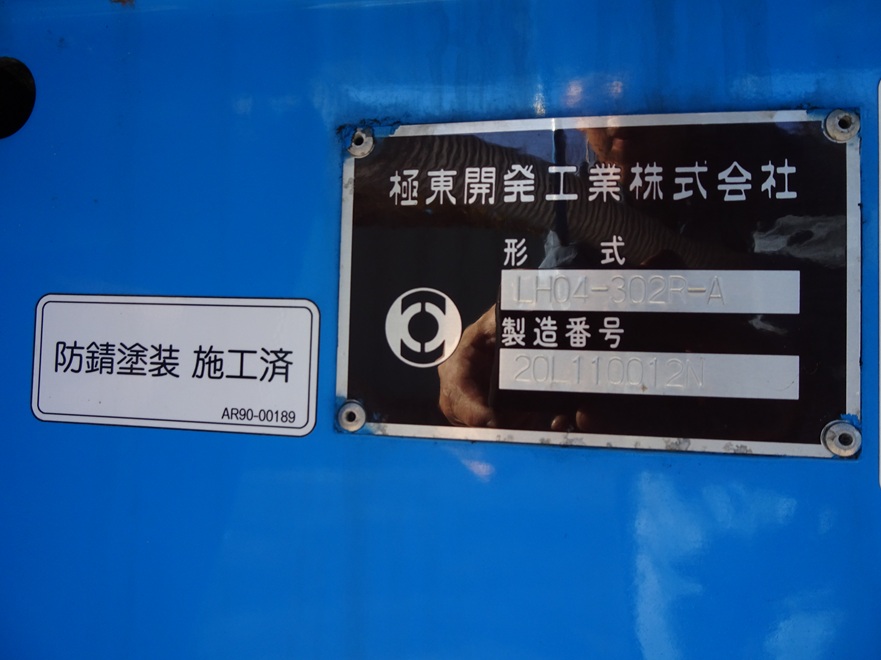 極東開発工業株式会社
形 式
LH04-302R-A
製造番号
20L110012N
防錆塗装 施工済
AR90-00189